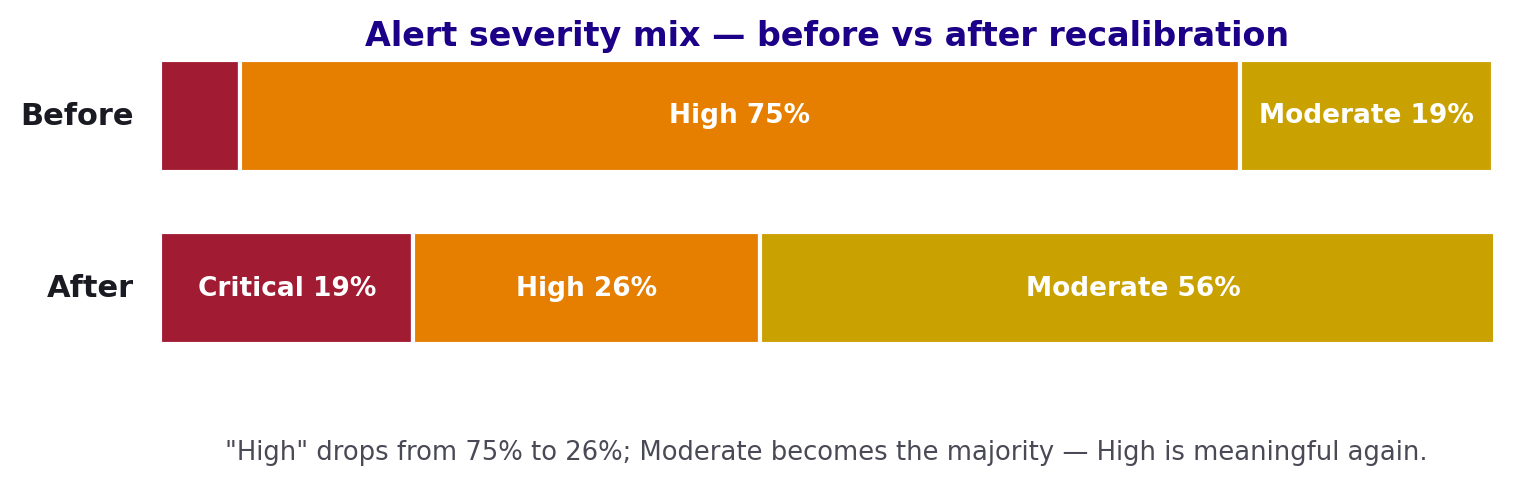 Alert severity mix — before vs after recalibration
Before
High 75%
Moderate 19%
After
Critical 19%
High 26%
Moderate 56%
"High" drops from 75% to 26%; Moderate becomes the majority — High is meaningful again.